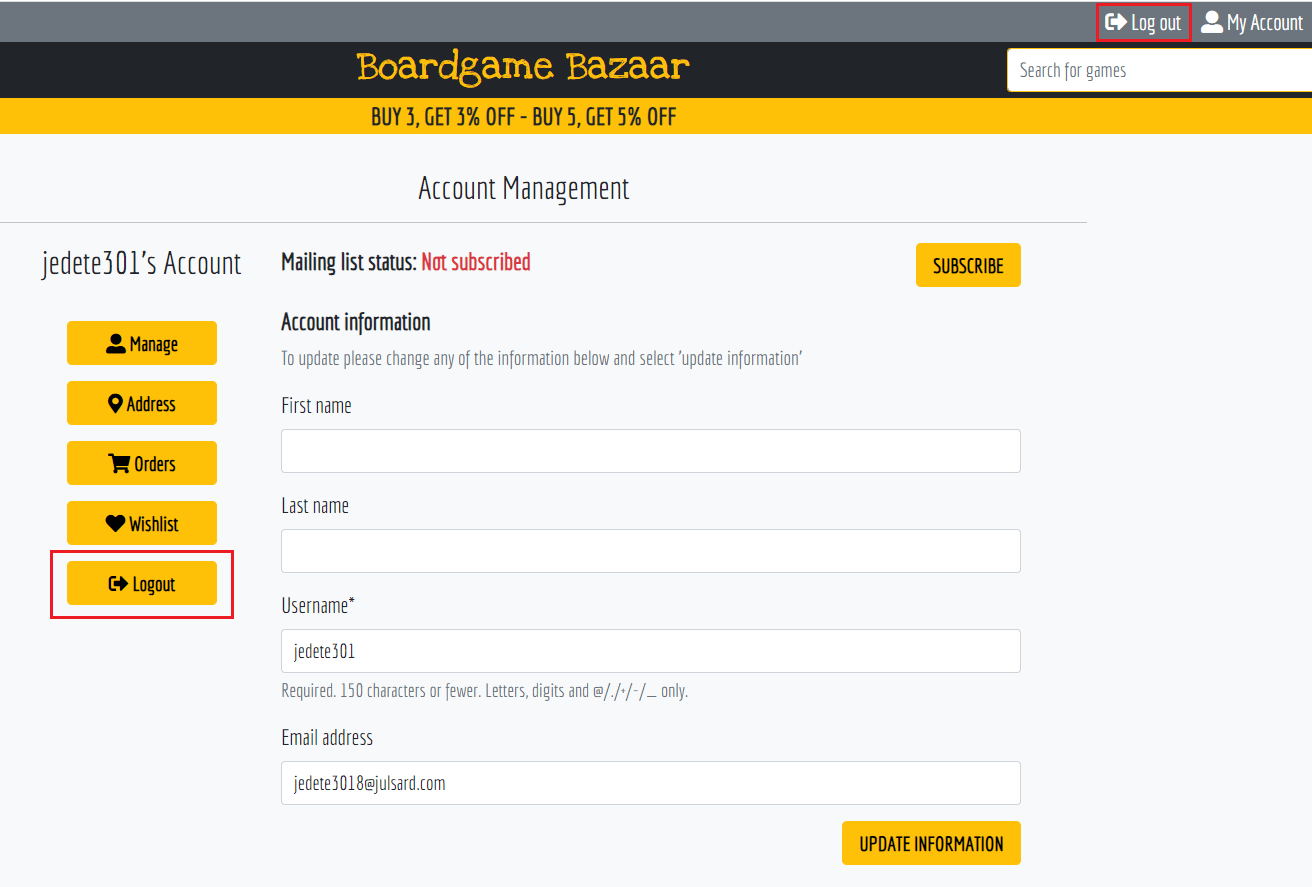 Log out My Account
Boardgame Bazaar
Search for games
BUY 3, GET 3% OFF - BUY 5, GET 5% OFF
Account Management
jedete301's Account
Manage
Address
Orders
Wishlist
Logout
Mailing list status: Not subscribed
SUBSCRIBE
Account information
To update please change any of the information below and select 'update information'
First name
Last name
Username*
jedete301
Required. 150 characters or fewer. Letters, digits and @/./+/-/_ only.
Email address
jedete3018@julsard.com
UPDATE INFORMATION